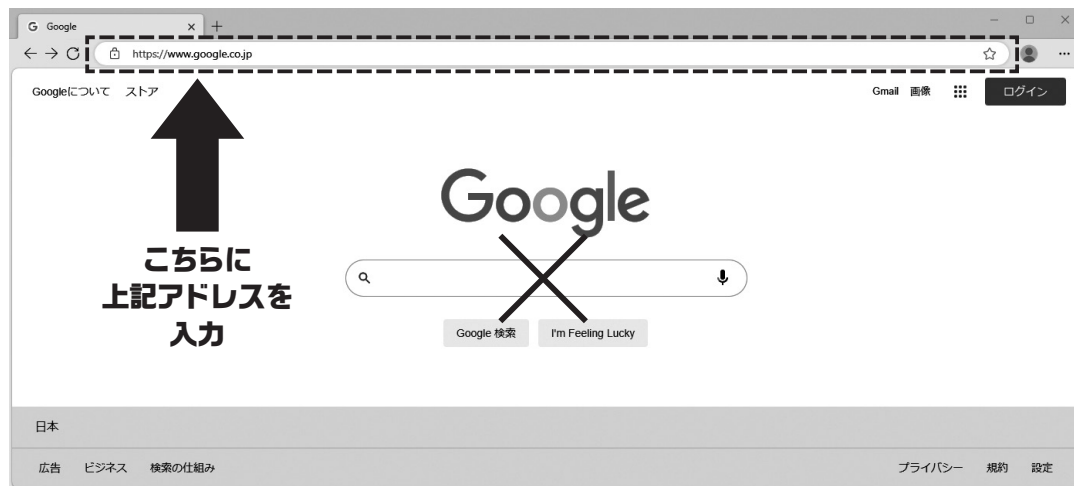 Google
https://www.google.co.jp
Googleについて ストア
Gmail 画像 ログイン
Google
こちらに
上記アドレスを
入力
Google 検索 I'm Feeling Lucky
日本
広告 ビジネス 検索の仕組み
プライバシー 規約 設定